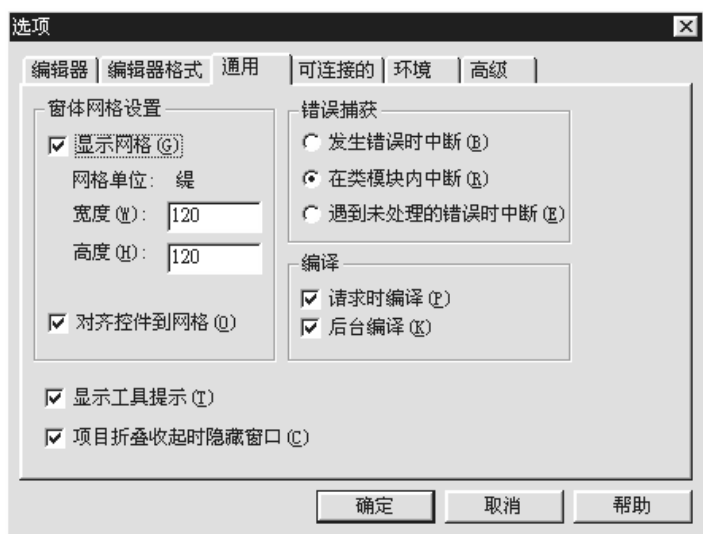 选项
编辑器 编辑器格式 通用 可连接的 环境 高级
窗体网格设置
显示网格(G)
网格单位: 缇
宽度(W): 120
高度(H): 120
对齐控件到网格(O)
错误捕获
发生错误时中断(B)
在类模块内中断(R)
遇到未处理的错误时中断(E)
编译
请求时编译(P)
后台编译(K)
显示工具提示(T)
项目折叠收起时隐藏窗口(C)
确定 取消 帮助